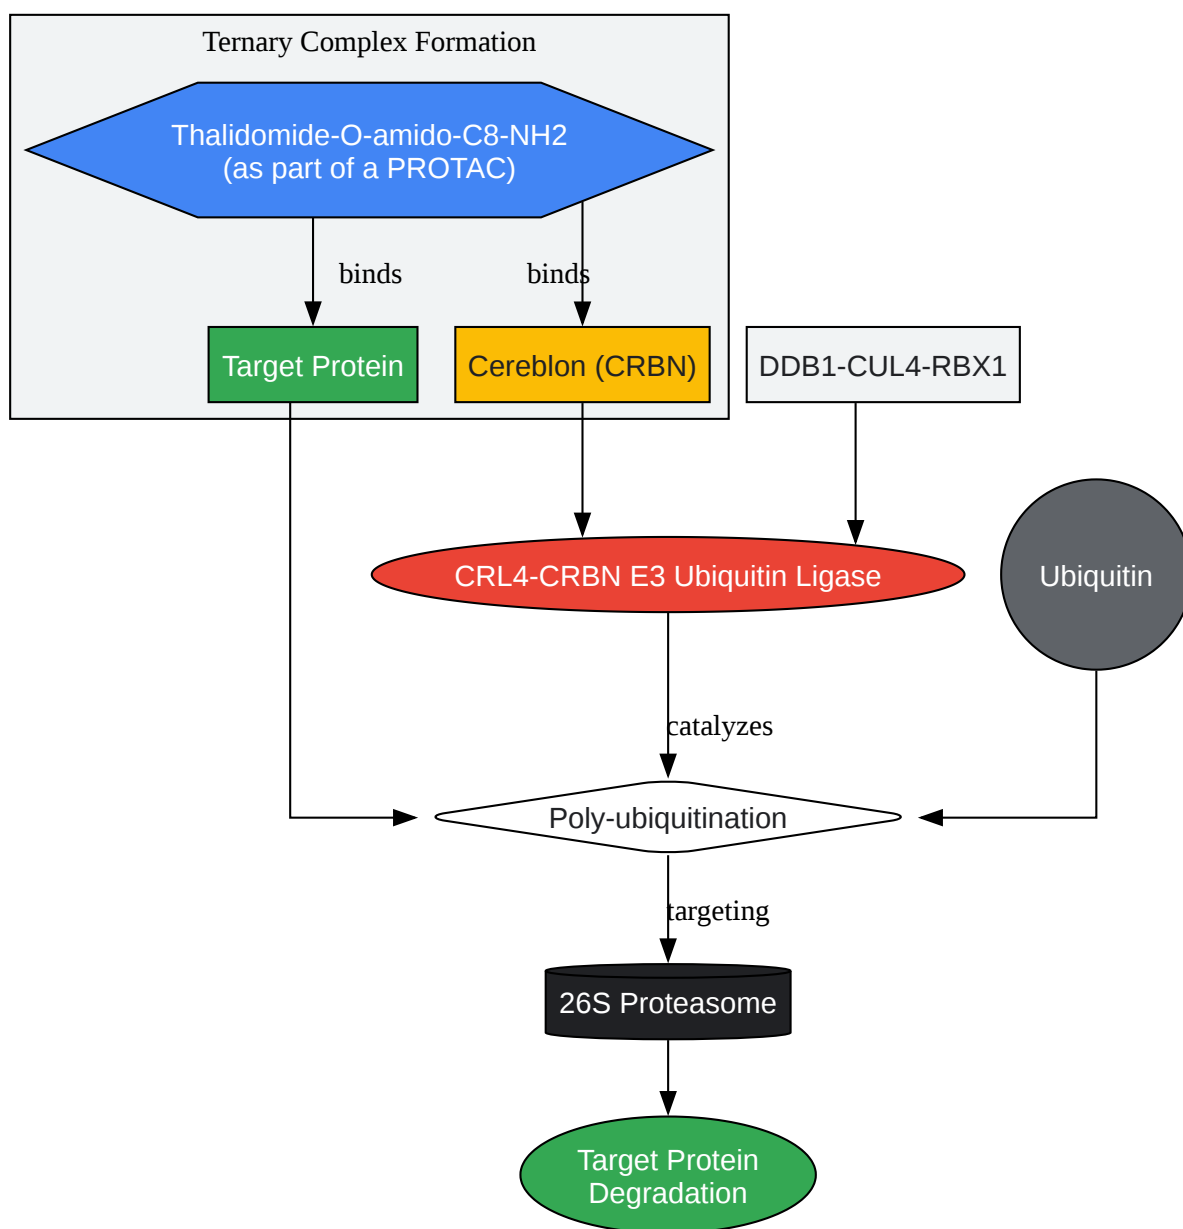 Ternary Complex Formation
Thalidomide-O-amido-C8-NH2
(as part of a PROTAC)
binds
binds
Target Protein
Cereblon (CRBN)
DDB1-CUL4-RBX1
CRL4-CRBN E3 Ubiquitin Ligase
Ubiquitin
catalyzes
Poly-ubiquitination
targeting
26S Proteasome
Target Protein
Degradation